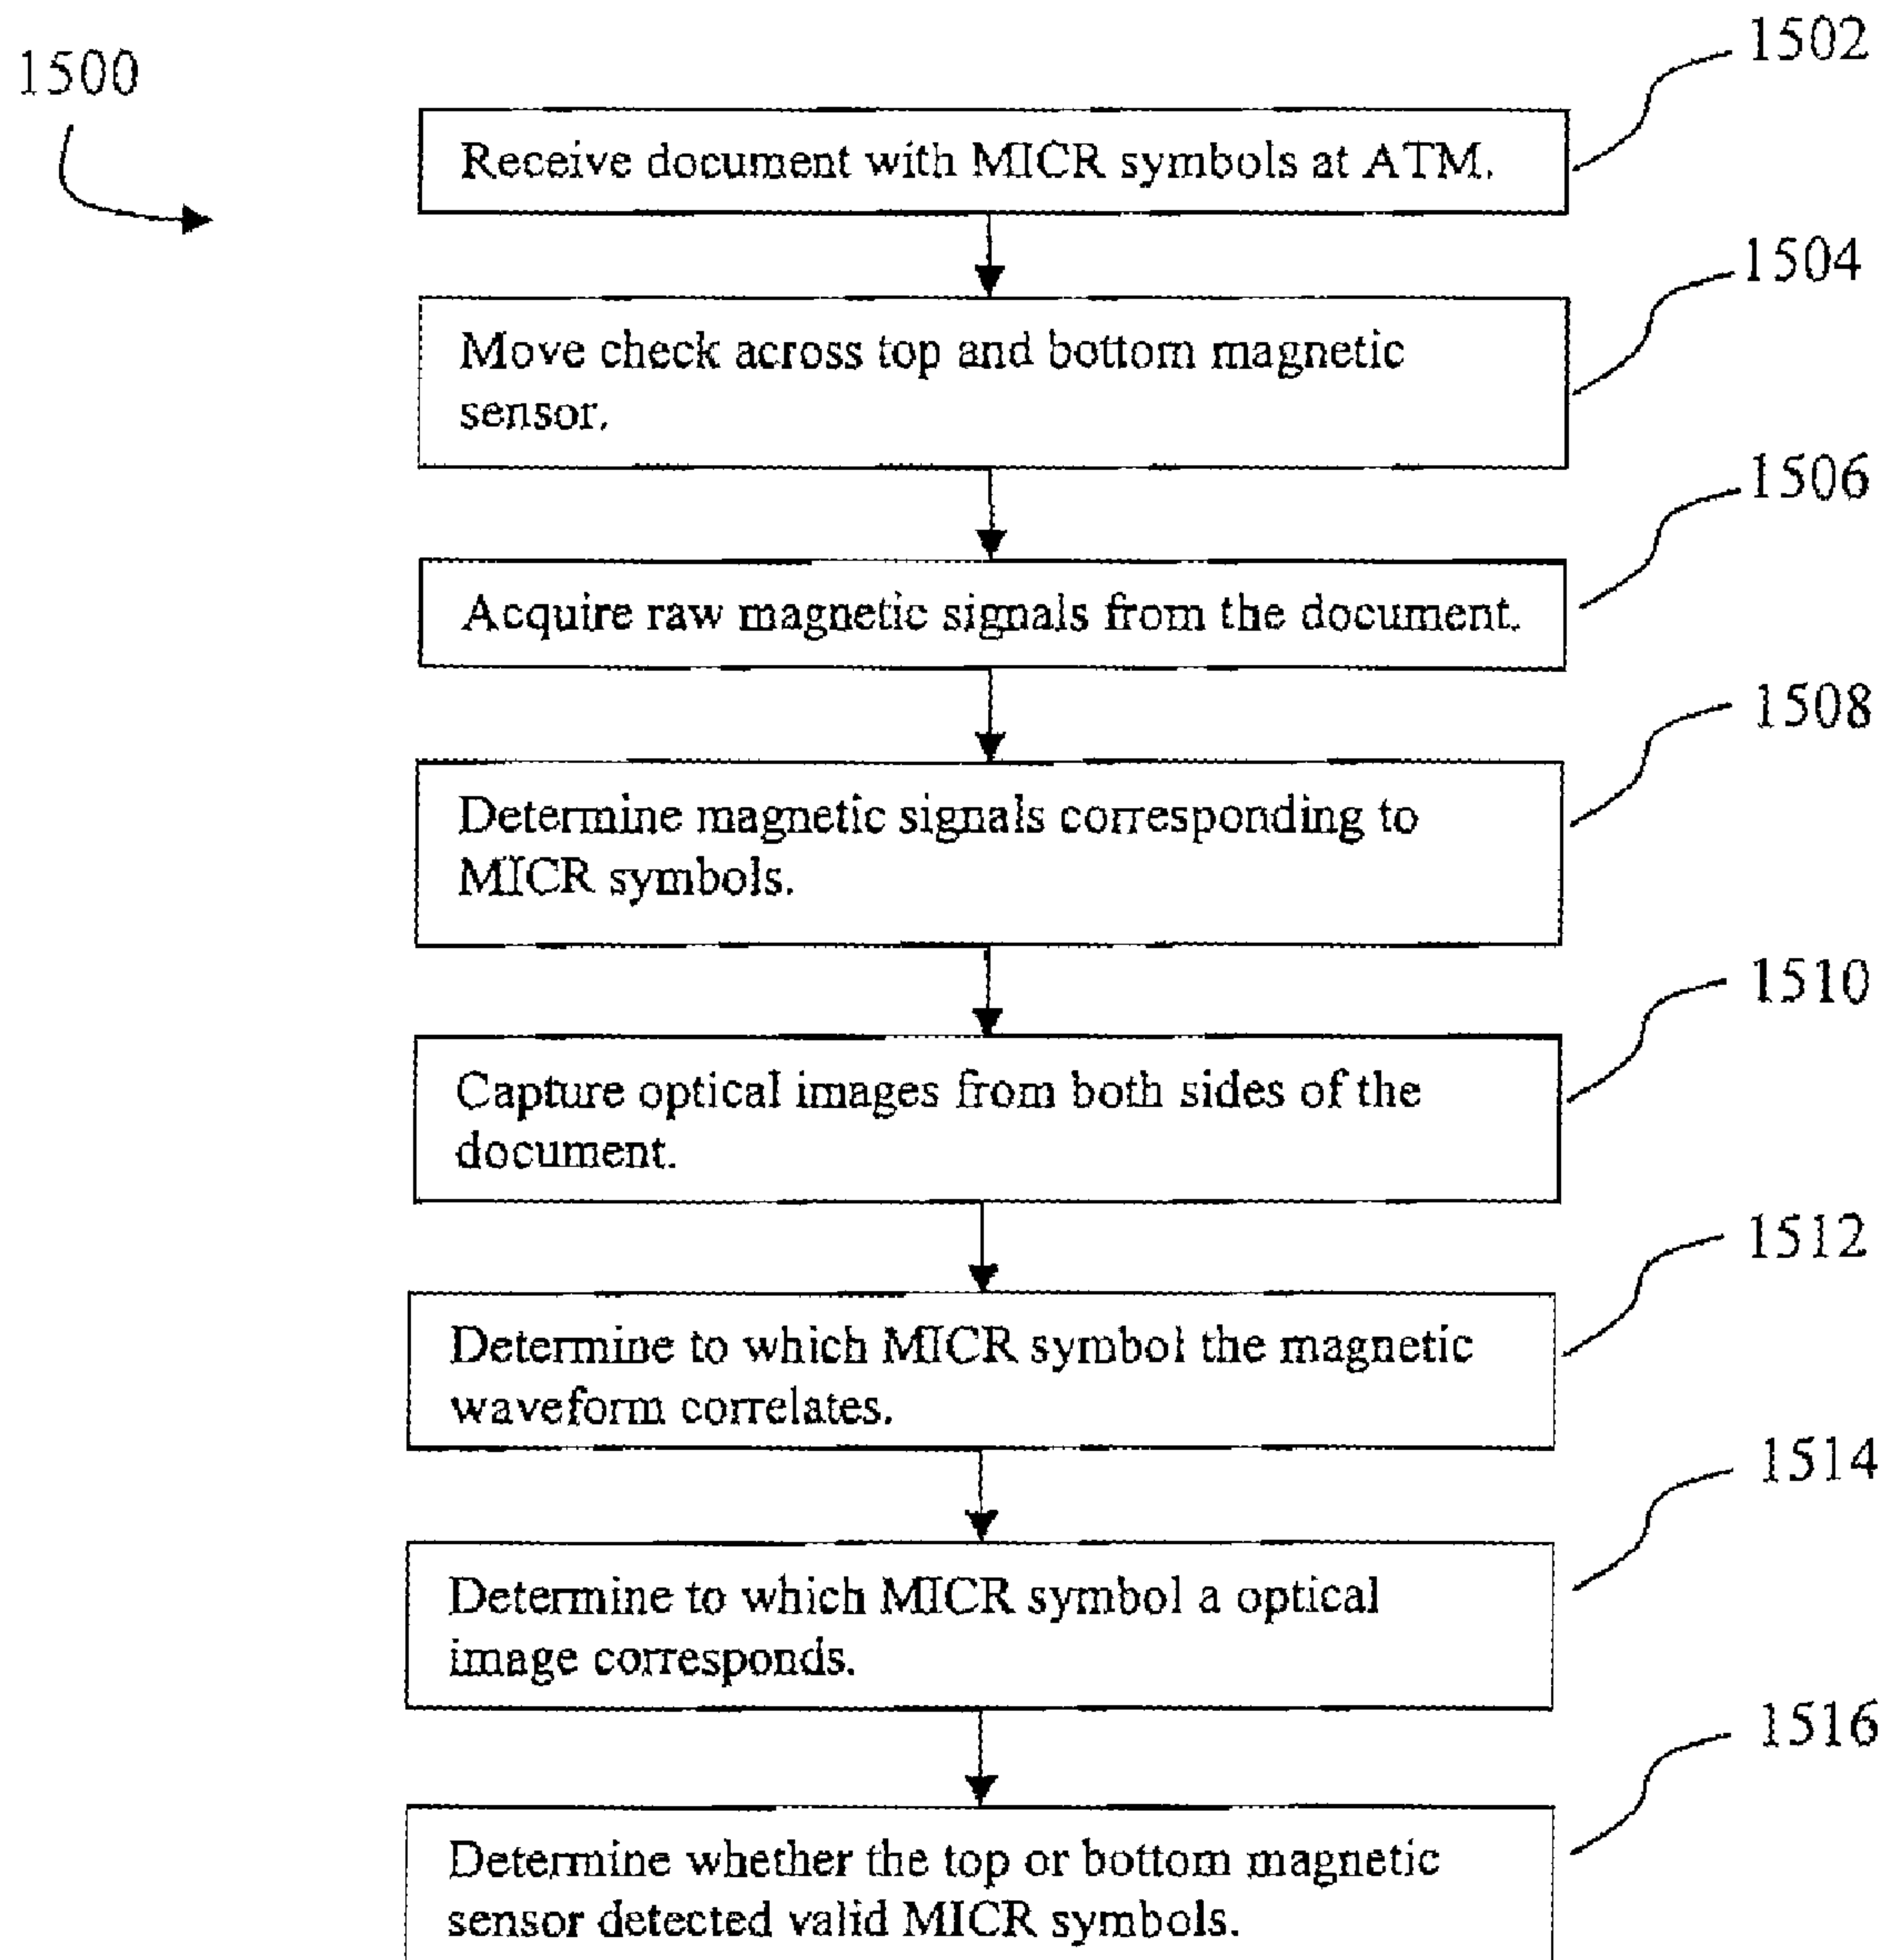 1500
1502
Receive document with MICR symbols at ATM.
1504
Move check across top and bottom magnetic
sensor.
1506
Acquire raw magnetic signals from the document.
1508
Determine magnetic signals corresponding to
MICR symbols.
1510
Capture optical images from both sides of the
document.
1512
Determine to which MICR symbol the magnetic
waveform correlates.
1514
Determine to which MICR symbol a optical
image corresponds.
1516
Determine whether the top or bottom magnetic
sensor detected valid MICR symbols.